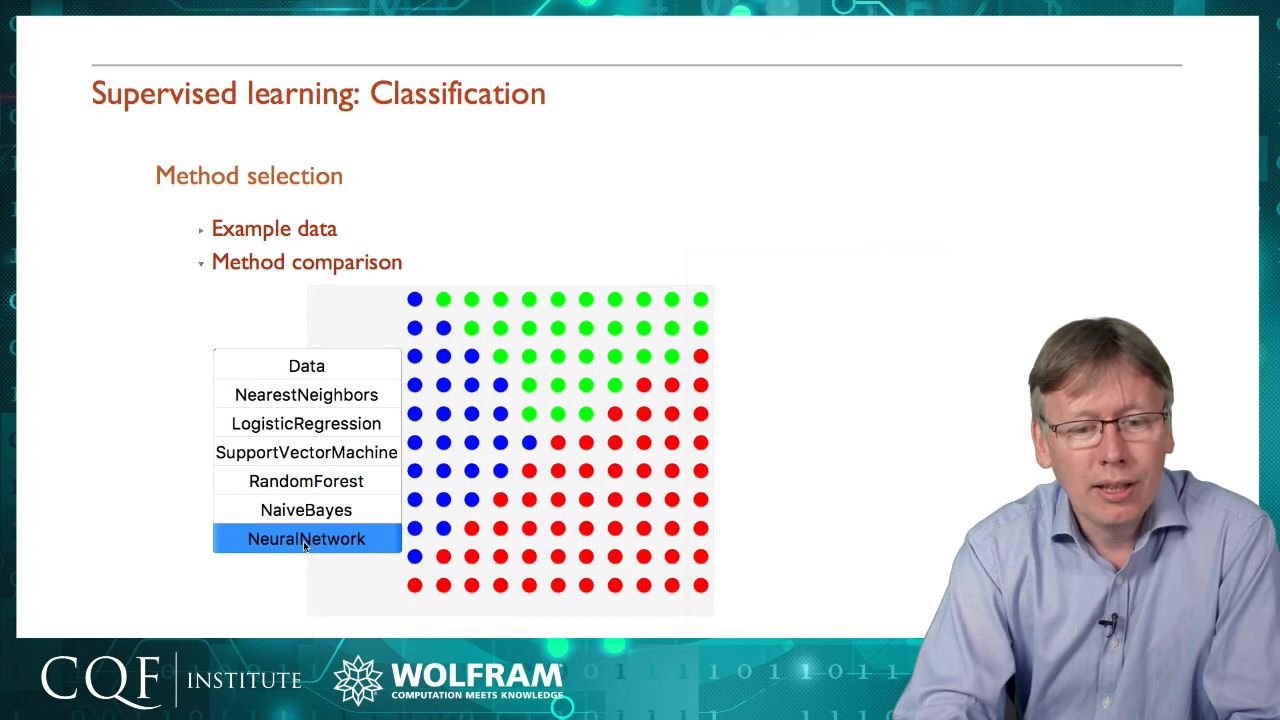 Supervised learning: Classification
Method selection
Example data
Method comparison
Data
NearestNeighbors
LogisticRegression
SupportVectorMachine
RandomForest
NaiveBayes
NeuralNetwork
CQF INSTITUTE
WOLFRAM
COMPUTATION MEETS KNOWLEDGE